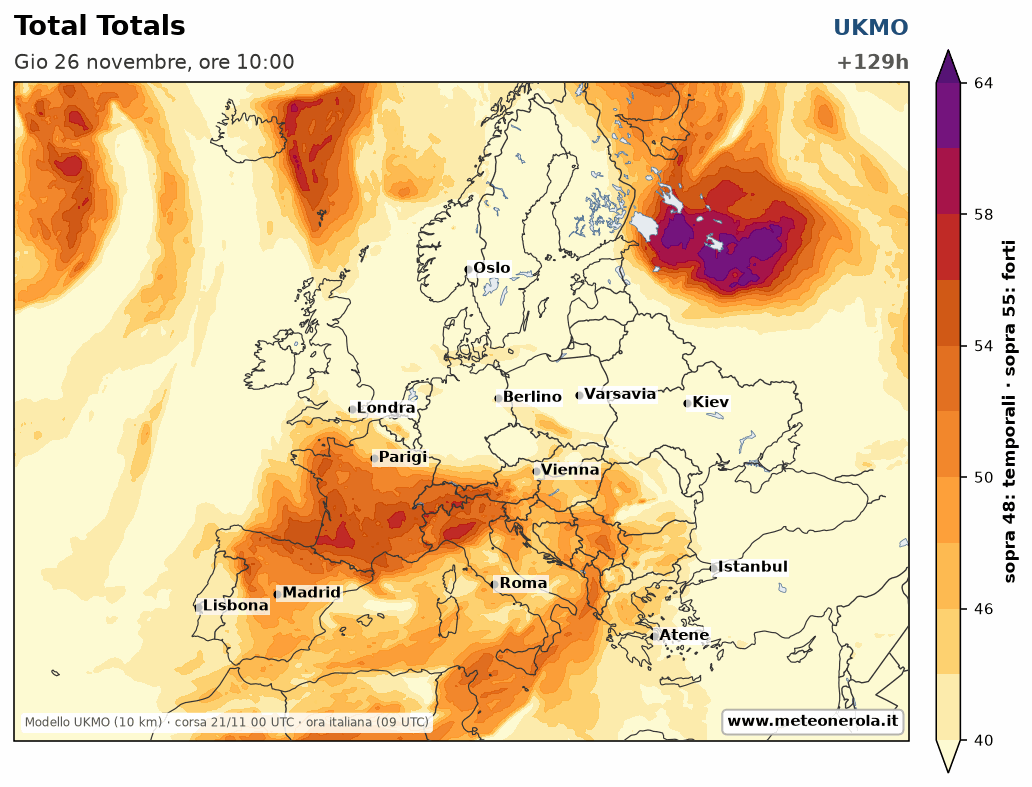 Total Totals
UKMO
Gio 26 novembre, ore 10:00
+129h
64
58
54
50
46
40
sopra 48: temporali · sopra 55: forti
Oslo
Londra
Berlino
Varsavia
Kiev
Parigi
Vienna
Madrid
Lisbona
Roma
Istanbul
Atene
Modello UKMO (10 km) · corsa 21/11 00 UTC · ora italiana (09 UTC)
www.meteonerola.it